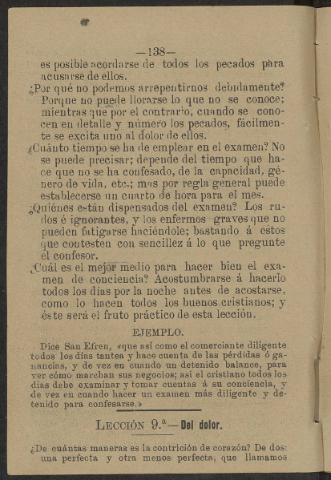 —138—
es posible acordarse de todos los pecados para
acusarse de ellos.
¿Por qué no podemos arrepentirnos debidamente?
Porque no puede llorarse lo que no se conoce;
mientras que por el contrario, cuando se cono-
cen en detalle y número los pecados, fácilmen-
te se excita uno al dolor de ellos.
¿Cuánto tiempo se ha de emplear en el examen? No
se puede precisar; depende del tiempo que ha-
ce que no se ha confesado, de la capacidad, gé-
nero de vida, etc.; mas por regla general puede
establecerse un cuarto de hora para el mes.
¿Quiénes están dispensados del examen? Los ru-
dos é ignorantes, y los enfermos graves que no
pueden fatigarse haciéndole; bastando á estos
que contesten con sencillez á lo que pregunte
el confesor.
¿Cuál es el mejor medio para hacer bien el exa-
men de conciencia? Acostumbrarse á hacerlo
todos los días por la noche antes de acostarse,
como lo hacen todos los buenos cristianos; y
éste será el fruto práctico de esta lección.
EJEMPLO.
Dice San Efren, «que así como el comerciante diligente
todos los días tantea y hace cuenta de las pérdidas ó ga-
nancias, y de vez en cuando un detenido balance, para
ver cómo marchan sus negocios; así el cristiano todos los
días debe examinar y tomar cuentas á su conciencia, y
de vez en cuando hacer un examen más diligente y de-
tenido para confesarse.»
LECCIÓN 9.ª—Del dolor.
¿De cuántas maneras es la contrición de corazón? De dos:
una perfecta y otra menos perfecta, que llamamos